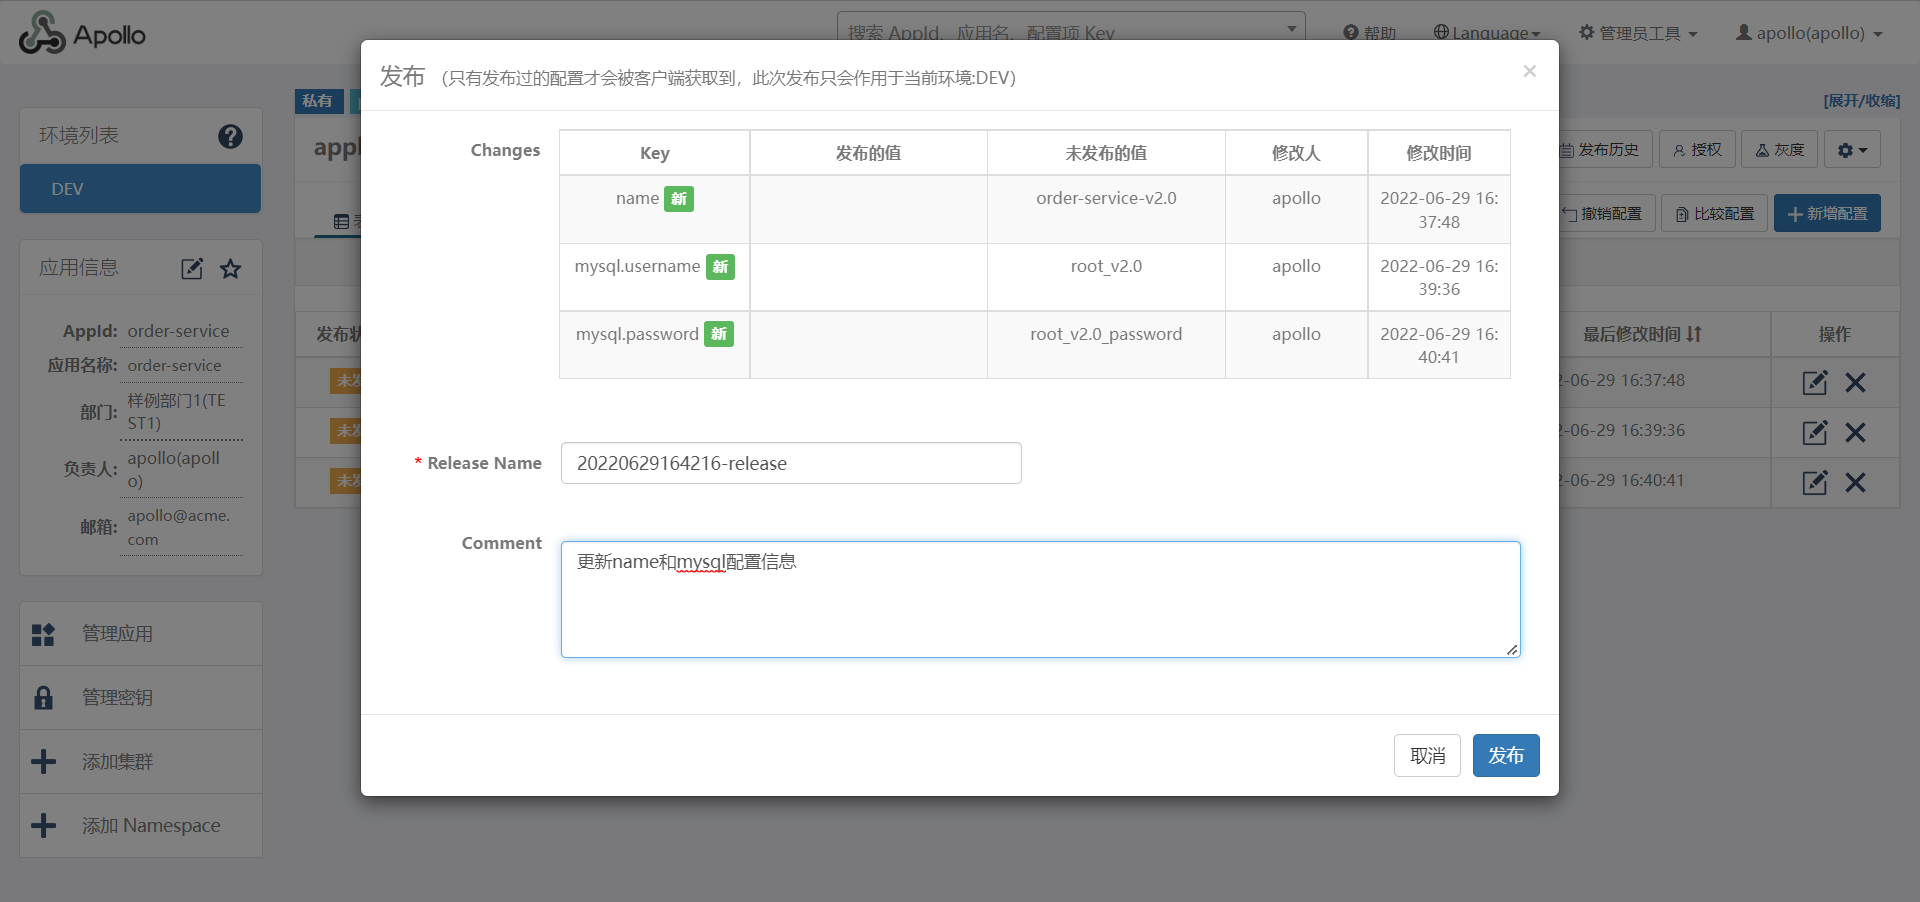 Apollo
搜索 AppId、应用名、配置项 Key
帮助
Language
管理员工具
apollo(apollo)
发布 (只有发布过的配置才会被客户端获取到，此次发布只会作用于当前环境:DEV)
×
私有
[展开/收缩]
环境列表
DEV
appl
发布历史
授权
灰度
撤销配置
比较配置
新增配置
Changes
Key 发布的值 未发布的值 修改人 修改时间
name 新 order-service-v2.0 apollo 2022-06-29 16:
37:48
mysql.username 新 root_v2.0 apollo 2022-06-29 16:
39:36
mysql.password 新 root_v2.0_password apollo 2022-06-29 16:
40:41
应用信息
AppId: order-service
应用名称: order-service
部门: 样例部门1(TE
ST1)
负责人: apollo(apoll
o)
邮箱: apollo@acme.
com
发布状
未发
未发
未发
最后修改时间 操作
-06-29 16:37:48
-06-29 16:39:36
-06-29 16:40:41
* Release Name
20220629164216-release
Comment
更新name和mysql配置信息
取消
发布
管理应用
管理密钥
添加集群
添加 Namespace